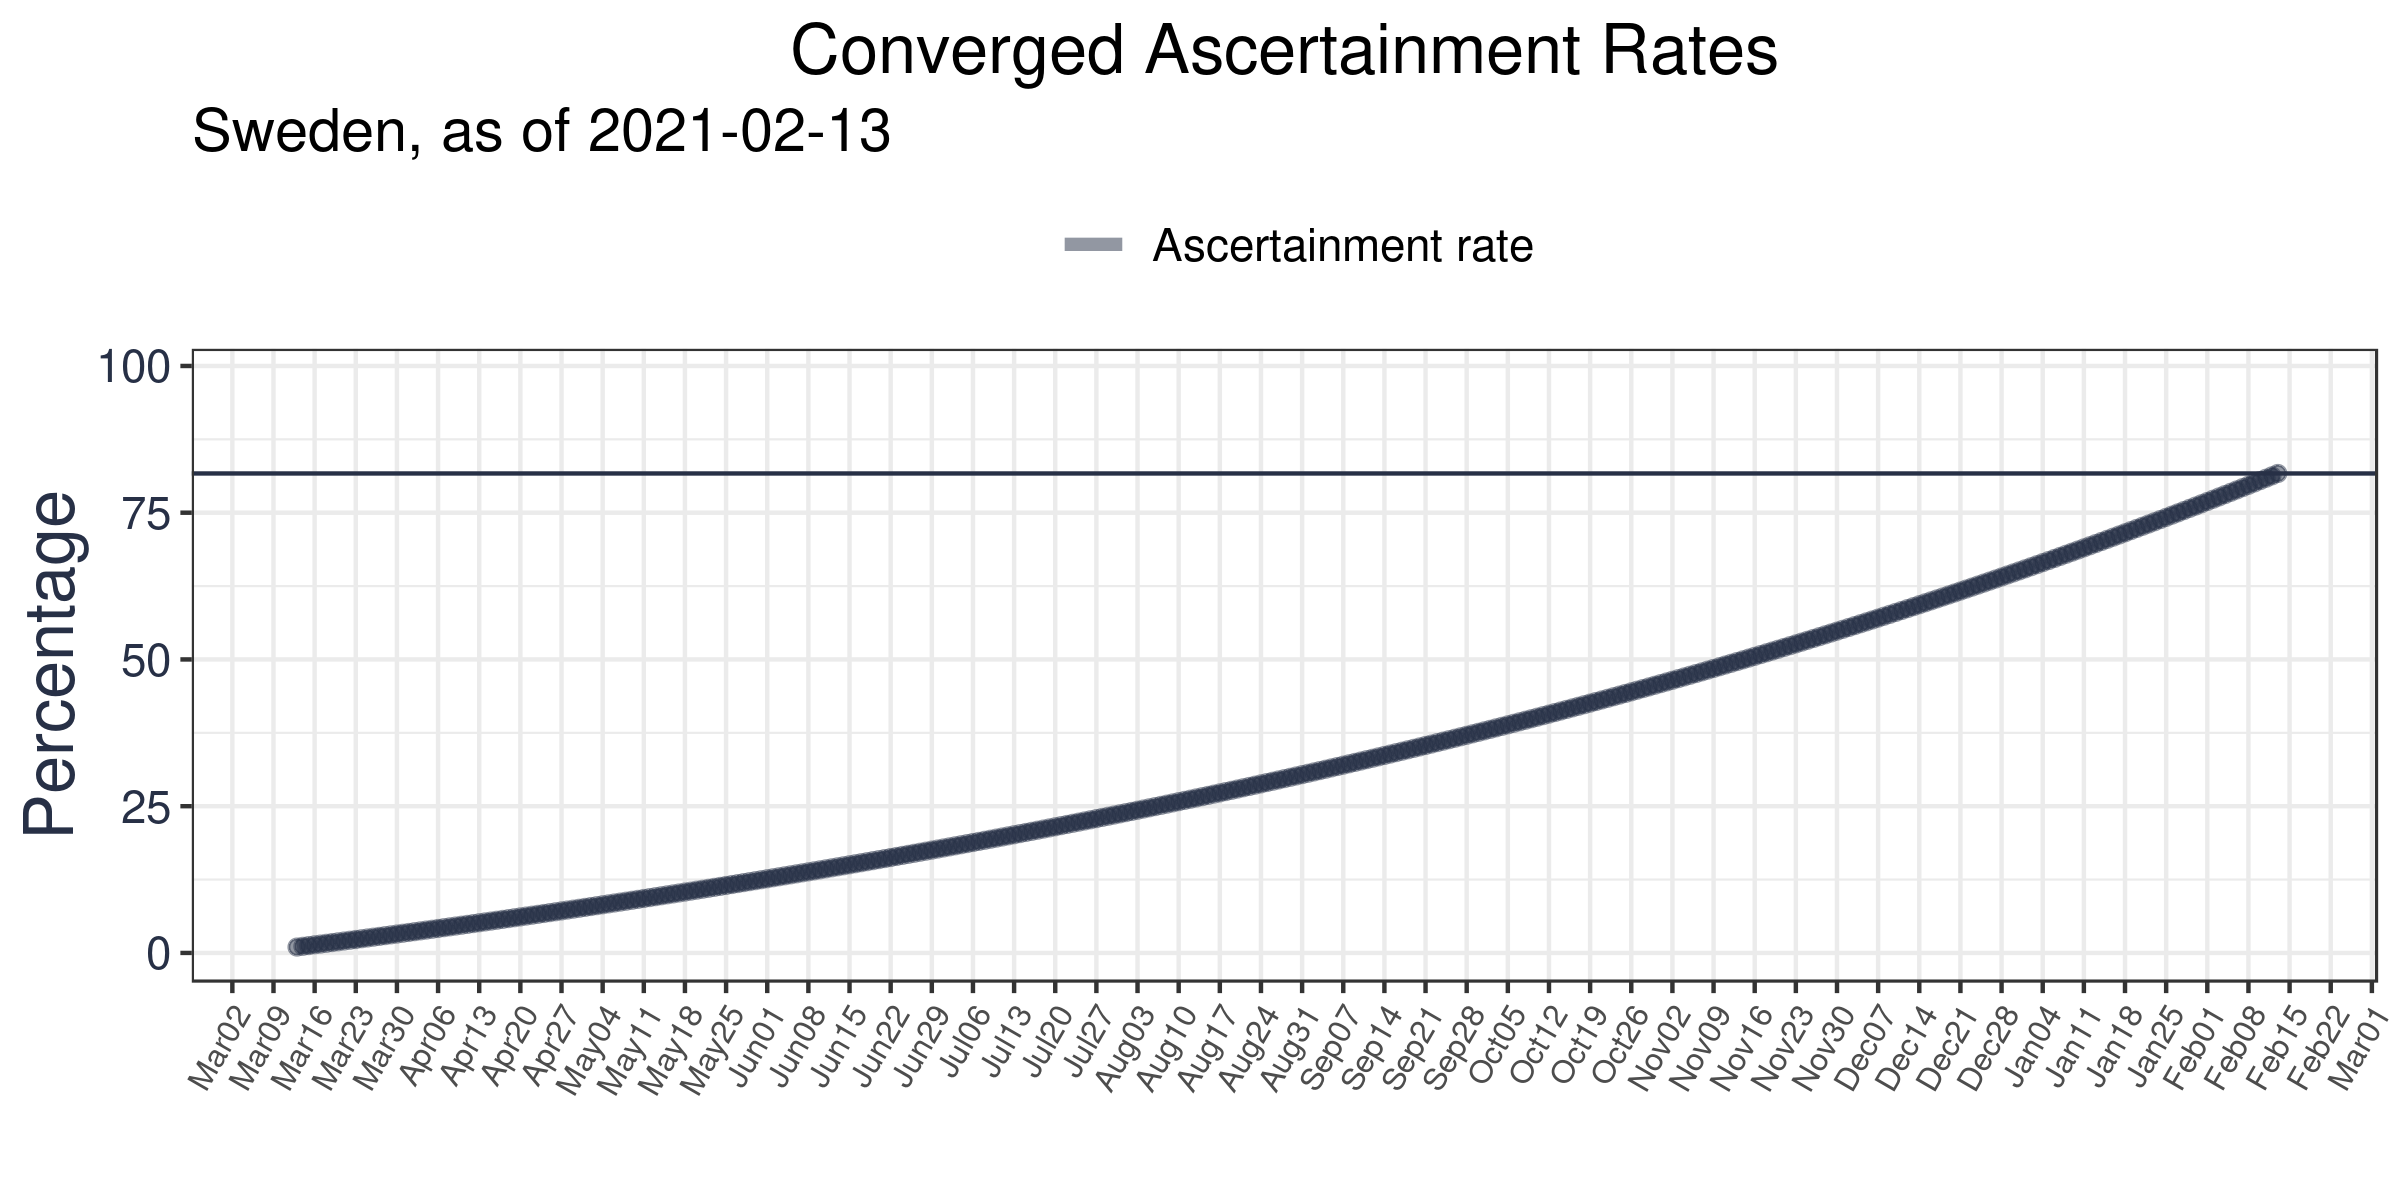 Converged Ascertainment Rates
Sweden, as of 2021-02-13
Ascertainment rate
Percentage
100
75
50
25
0
Mar02
Mar09
Mar16
Mar23
Mar30
Apr06
Apr13
Apr20
Apr27
May04
May11
May18
May25
Jun01
Jun08
Jun15
Jun22
Jun29
Jul06
Jul13
Jul20
Jul27
Aug03
Aug10
Aug17
Aug24
Aug31
Sep07
Sep14
Sep21
Sep28
Oct05
Oct12
Oct19
Oct26
Nov02
Nov09
Nov16
Nov23
Nov30
Dec07
Dec14
Dec21
Dec28
Jan04
Jan11
Jan18
Jan25
Feb01
Feb08
Feb15
Feb22
Mar01